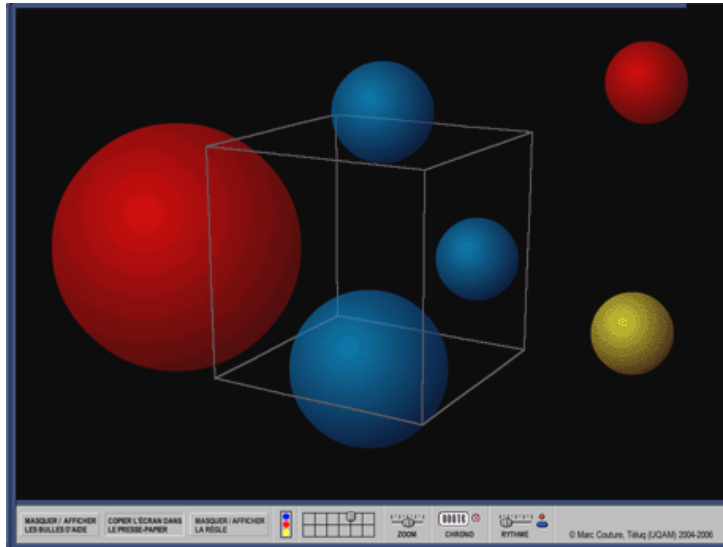 MASQUER / AFFICHER
LES BULLES D'AIDE
COPIER L'ÉCRAN DANS
LE PRESSE-PAPIER
MASQUER / AFFICHER
LA RÈGLE
ZOOM
00016
CHRONO
RYTHME
© Marc Couture, Téluq (UQAM) 2004-2006